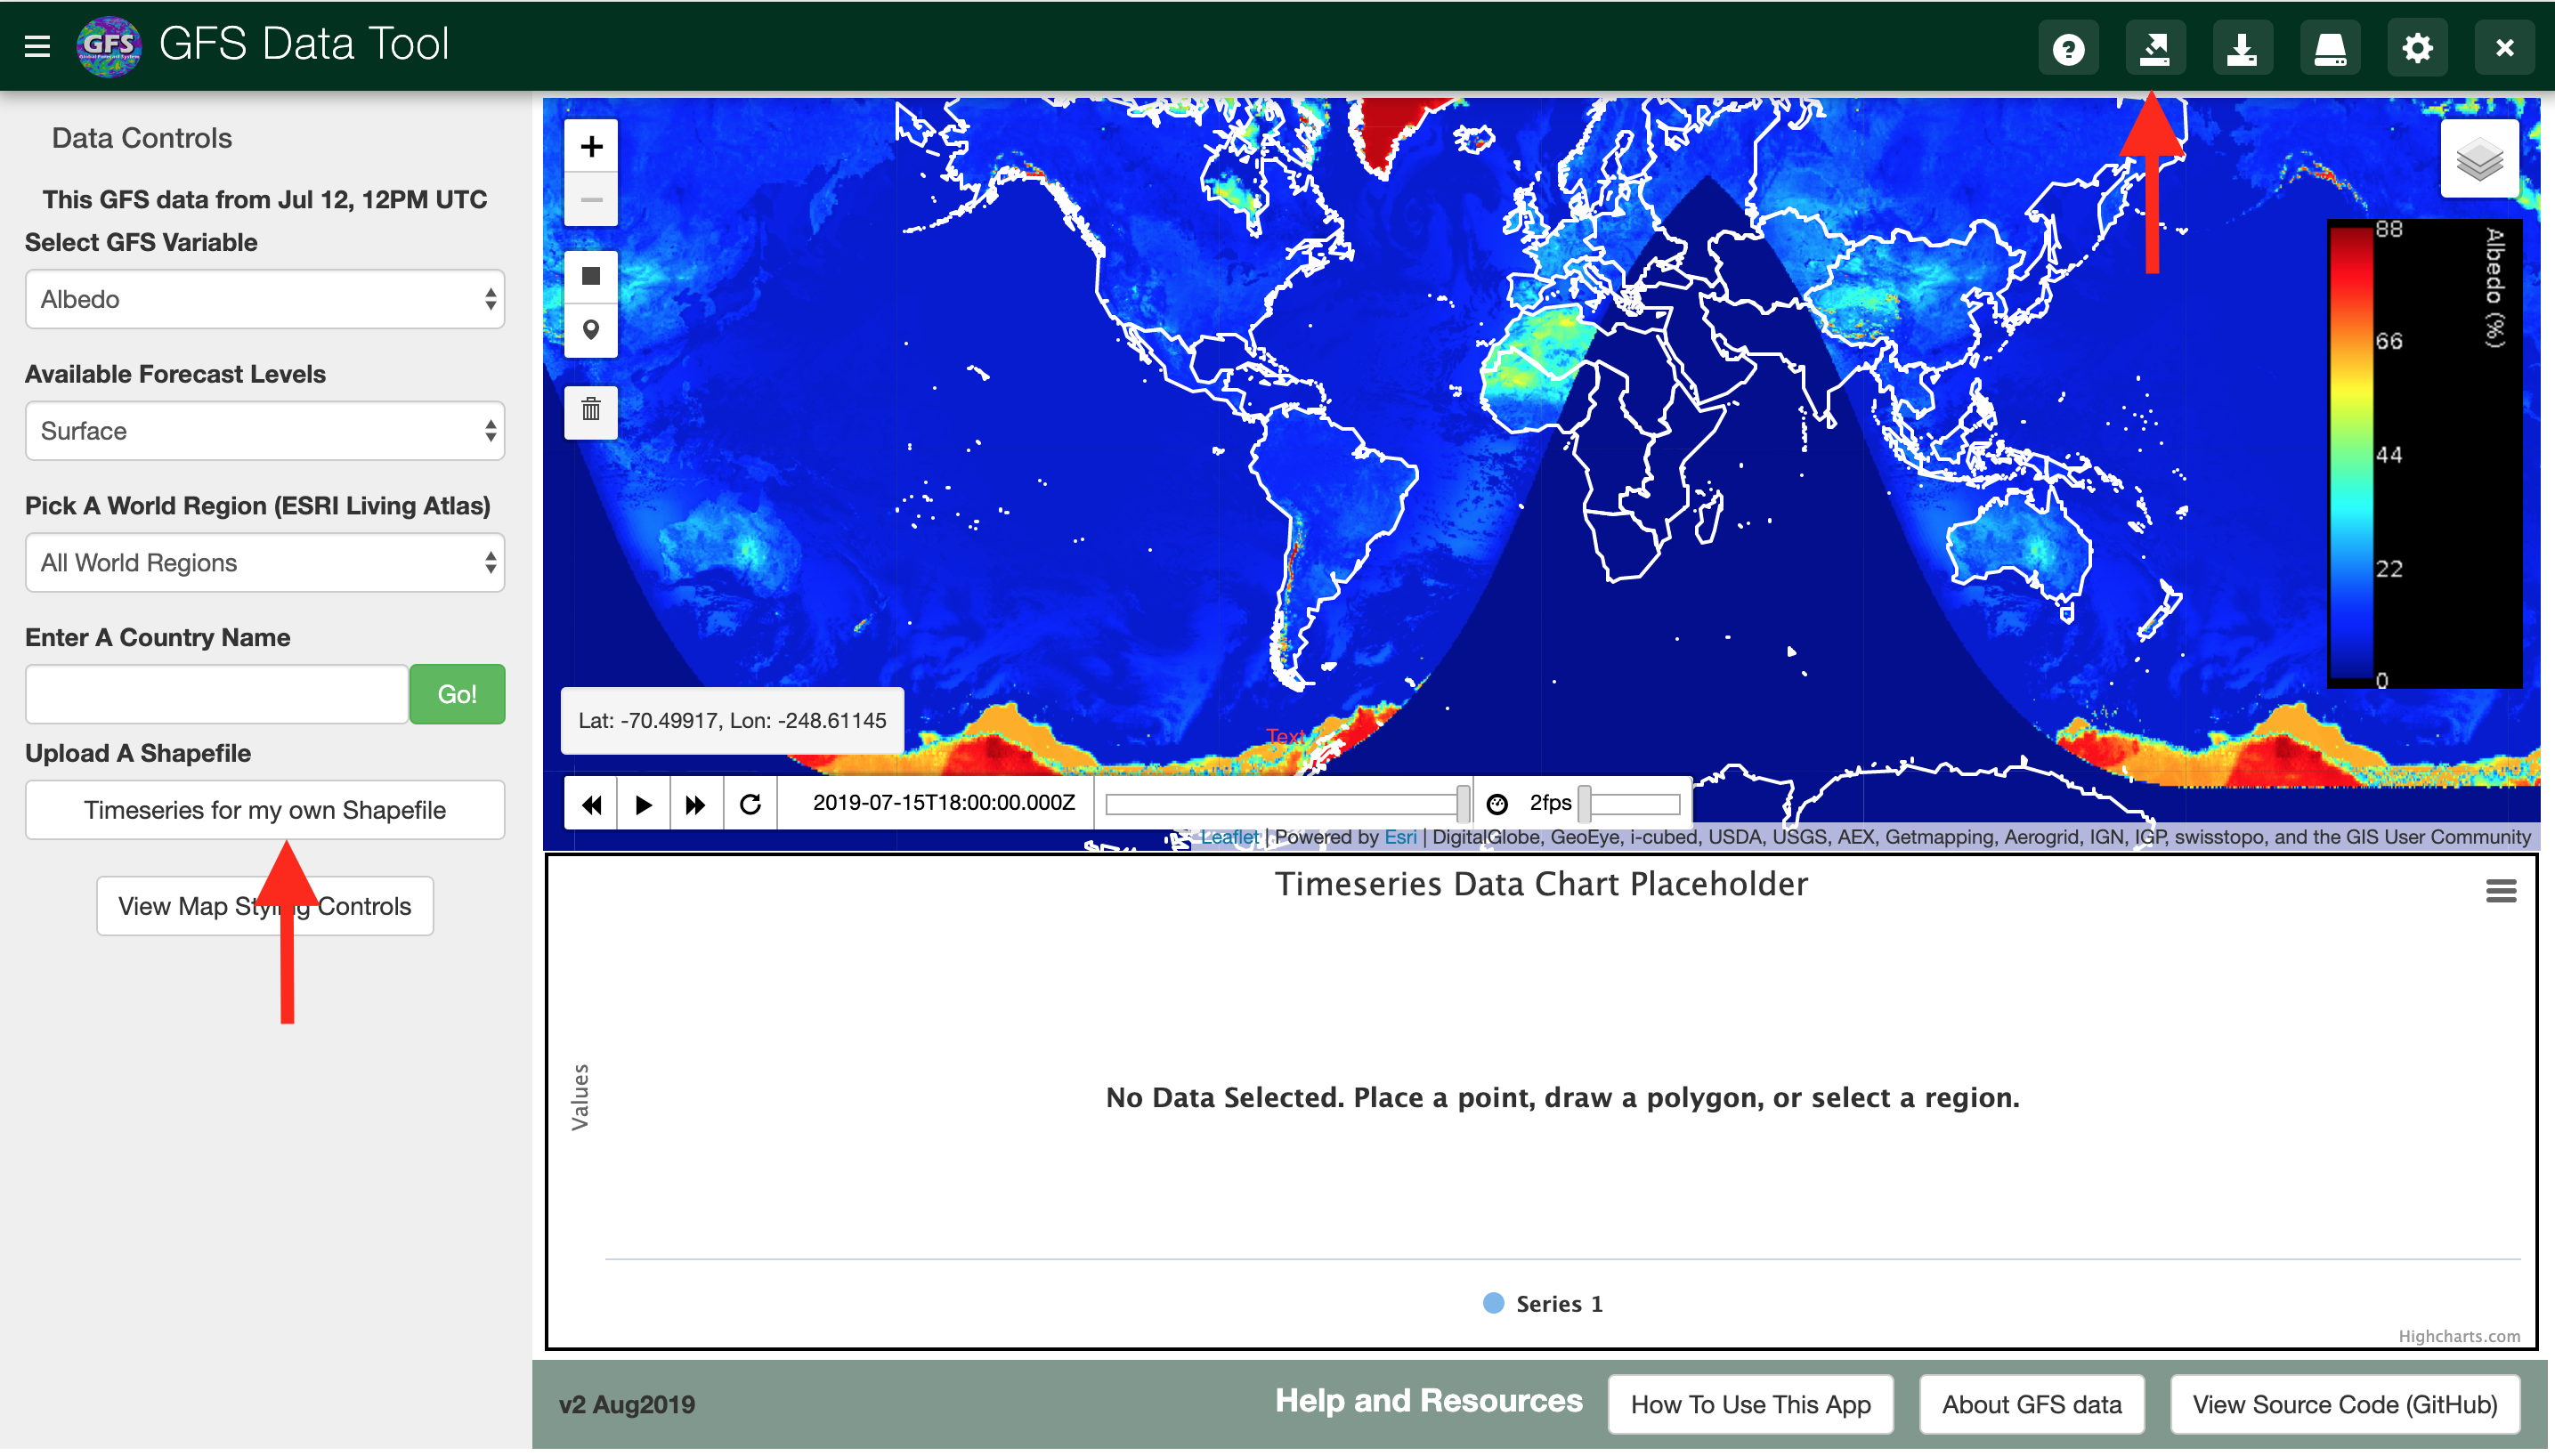 GFS
GFS Data Tool
Data Controls
This GFS data from Jul 12, 12PM UTC
Select GFS Variable
Albedo
Available Forecast Levels
Surface
Pick A World Region (ESRI Living Atlas)
All World Regions
Enter A Country Name
Go!
Upload A Shapefile
Timeseries for my own Shapefile
View Map Styling Controls
88
66
44
22
0
Albedo (%)
Lat: -70.49917, Lon: -248.61145
Text
2019-07-15T18:00:00.000Z
2fps
Leaflet | Powered by Esri | DigitalGlobe, GeoEye, i-cubed, USDA, USGS, AEX, Getmapping, Aerogrid, IGN, IGP, swisstopo, and the GIS User Community
Timeseries Data Chart Placeholder
Values
No Data Selected. Place a point, draw a polygon, or select a region.
Series 1
Highcharts.com
v2 Aug2019
Help and Resources
How To Use This App
About GFS data
View Source Code (GitHub)